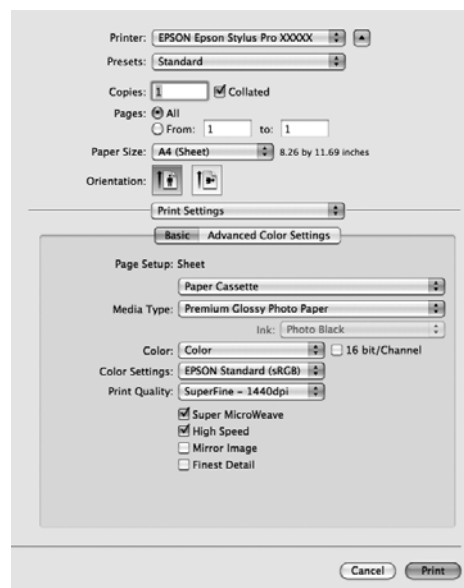 Printer: EPSON Epson Stylus Pro XXXXX
Presets: Standard
Copies: 1 Collated
Pages: All
From: 1 to: 1
Paper Size: A4 (Sheet) 8.26 by 11.69 inches
Orientation:
Print Settings
Basic Advanced Color Settings
Page Setup: Sheet
Paper Cassette
Media Type: Premium Glossy Photo Paper
Ink: Photo Black
Color: Color 16 bit/Channel
Color Settings: EPSON Standard (sRGB)
Print Quality: SuperFine - 1440dpi
Super MicroWeave
High Speed
Mirror Image
Finest Detail
Cancel Print